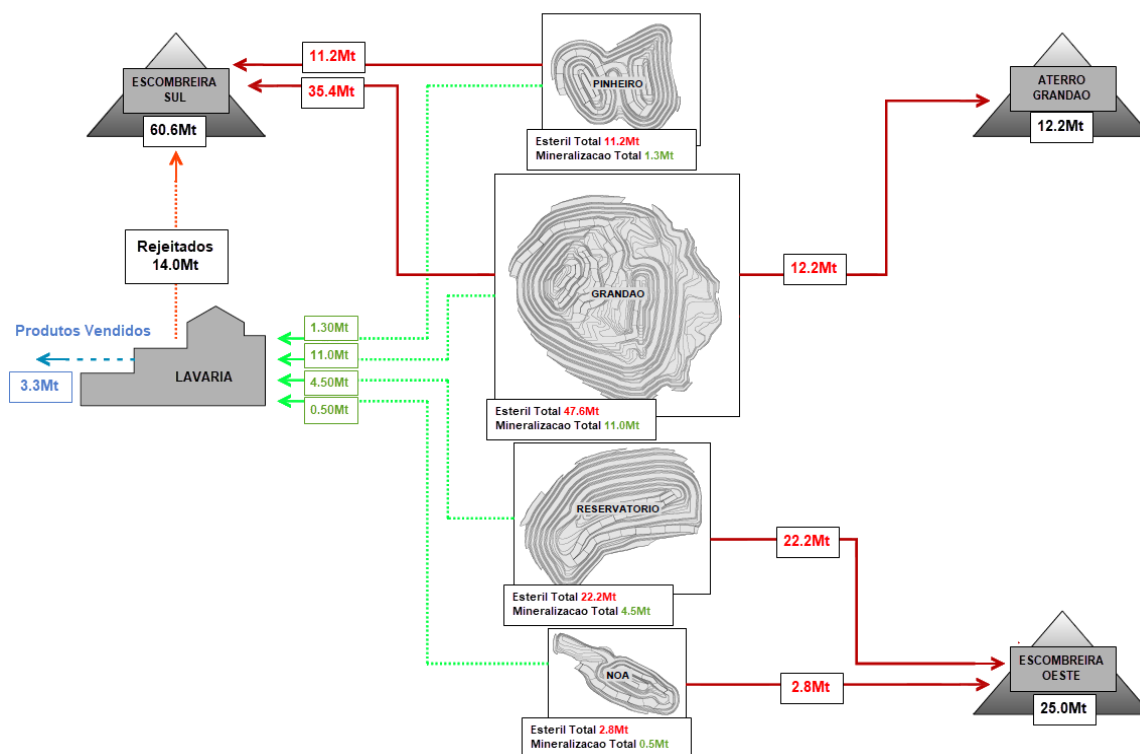 11.2Mt
35.4Mt
ESCOMBREIRA
SUL
60.6Mt
PINHEIRO
Esteril Total 11.2Mt
Mineralizacao Total 1.3Mt
ATERRO
GRANDAO
12.2Mt
Rejeitados
14.0Mt
GRANDAO
12.2Mt
Esteril Total 47.6Mt
Mineralizacao Total 11.0Mt
Produtos Vendidos
3.3Mt
LAVARIA
1.30Mt
11.0Mt
4.50Mt
0.50Mt
RESERVATORIO
22.2Mt
Esteril Total 22.2Mt
Mineralizacao Total 4.5Mt
NOA
2.8Mt
Esteril Total 2.8Mt
Mineralizacao Total 0.5Mt
ESCOMBREIRA
OESTE
25.0Mt